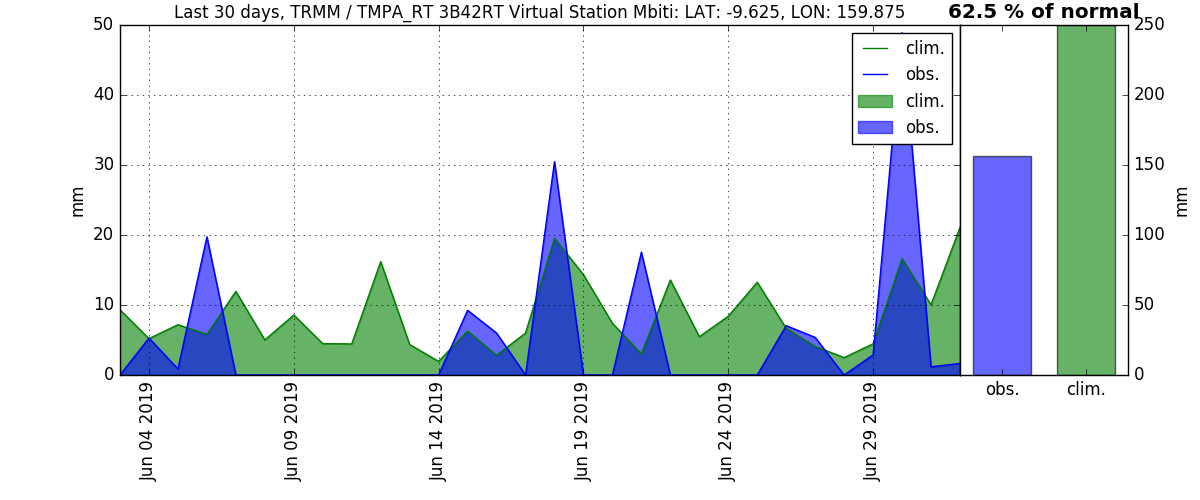 Last 30 days, TRMM / TMPA_RT 3B42RT Virtual Station Mbiti: LAT: -9.625, LON: 159.875
62.5 % of normal
50
40
30
20
10
0
mm
clim.
obs.
clim.
obs.
250
200
150
100
50
0
mm
Jun 04 2019
Jun 09 2019
Jun 14 2019
Jun 19 2019
Jun 24 2019
Jun 29 2019
obs.
clim.